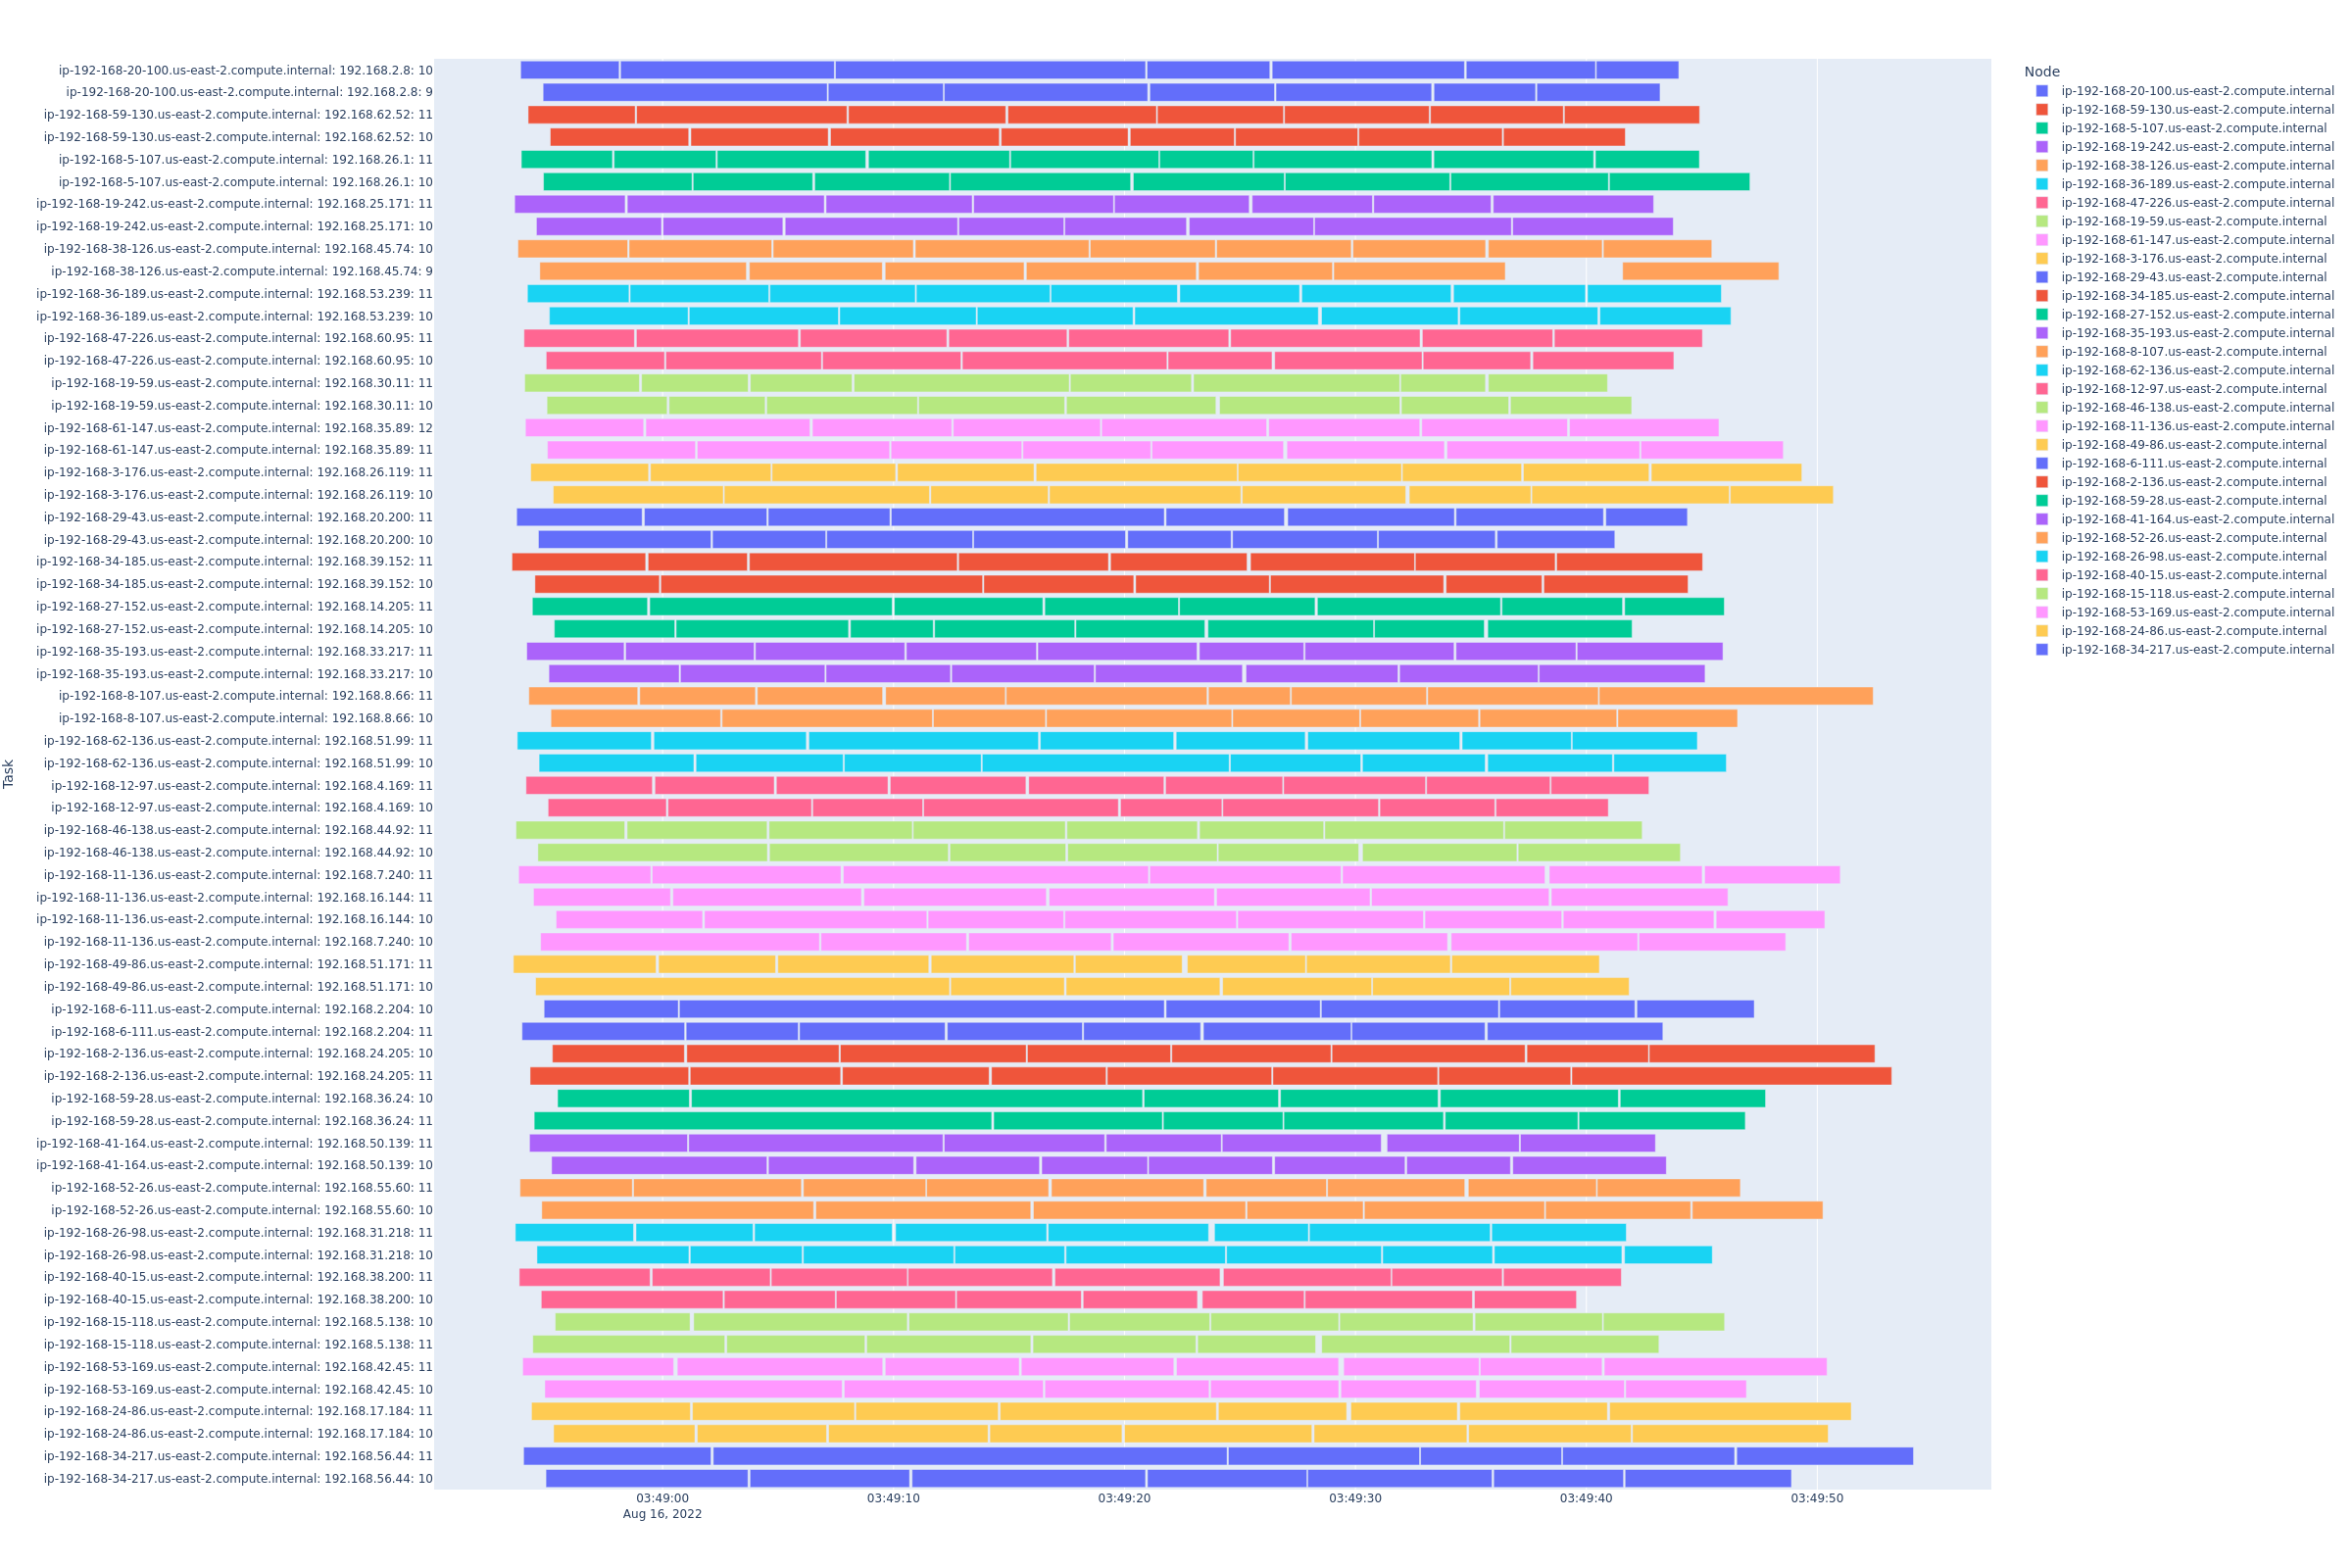 ip-192-168-20-100.us-east-2.compute.internal: 192.168.2.8: 10
ip-192-168-20-100.us-east-2.compute.internal: 192.168.2.8: 9
ip-192-168-59-130.us-east-2.compute.internal: 192.168.62.52: 11
ip-192-168-59-130.us-east-2.compute.internal: 192.168.62.52: 10
ip-192-168-5-107.us-east-2.compute.internal: 192.168.26.1: 11
ip-192-168-5-107.us-east-2.compute.internal: 192.168.26.1: 10
ip-192-168-19-242.us-east-2.compute.internal: 192.168.25.171: 11
ip-192-168-19-242.us-east-2.compute.internal: 192.168.25.171: 10
ip-192-168-38-126.us-east-2.compute.internal: 192.168.45.74: 10
ip-192-168-38-126.us-east-2.compute.internal: 192.168.45.74: 9
ip-192-168-36-189.us-east-2.compute.internal: 192.168.53.239: 11
ip-192-168-36-189.us-east-2.compute.internal: 192.168.53.239: 10
ip-192-168-47-226.us-east-2.compute.internal: 192.168.60.95: 11
ip-192-168-47-226.us-east-2.compute.internal: 192.168.60.95: 10
ip-192-168-19-59.us-east-2.compute.internal: 192.168.30.11: 11
ip-192-168-19-59.us-east-2.compute.internal: 192.168.30.11: 10
ip-192-168-61-147.us-east-2.compute.internal: 192.168.35.89: 12
ip-192-168-61-147.us-east-2.compute.internal: 192.168.35.89: 11
ip-192-168-3-176.us-east-2.compute.internal: 192.168.26.119: 11
ip-192-168-3-176.us-east-2.compute.internal: 192.168.26.119: 10
ip-192-168-29-43.us-east-2.compute.internal: 192.168.20.200: 11
ip-192-168-29-43.us-east-2.compute.internal: 192.168.20.200: 10
ip-192-168-34-185.us-east-2.compute.internal: 192.168.39.152: 11
ip-192-168-34-185.us-east-2.compute.internal: 192.168.39.152: 10
ip-192-168-27-152.us-east-2.compute.internal: 192.168.14.205: 11
ip-192-168-27-152.us-east-2.compute.internal: 192.168.14.205: 10
ip-192-168-35-193.us-east-2.compute.internal: 192.168.33.217: 11
ip-192-168-35-193.us-east-2.compute.internal: 192.168.33.217: 10
ip-192-168-8-107.us-east-2.compute.internal: 192.168.8.66: 11
ip-192-168-8-107.us-east-2.compute.internal: 192.168.8.66: 10
ip-192-168-62-136.us-east-2.compute.internal: 192.168.51.99: 11
ip-192-168-62-136.us-east-2.compute.internal: 192.168.51.99: 10
ip-192-168-12-97.us-east-2.compute.internal: 192.168.4.169: 11
ip-192-168-12-97.us-east-2.compute.internal: 192.168.4.169: 10
ip-192-168-46-138.us-east-2.compute.internal: 192.168.44.92: 11
ip-192-168-46-138.us-east-2.compute.internal: 192.168.44.92: 10
ip-192-168-11-136.us-east-2.compute.internal: 192.168.7.240: 11
ip-192-168-11-136.us-east-2.compute.internal: 192.168.16.144: 11
ip-192-168-11-136.us-east-2.compute.internal: 192.168.16.144: 10
ip-192-168-11-136.us-east-2.compute.internal: 192.168.7.240: 10
ip-192-168-49-86.us-east-2.compute.internal: 192.168.51.171: 11
ip-192-168-49-86.us-east-2.compute.internal: 192.168.51.171: 10
ip-192-168-6-111.us-east-2.compute.internal: 192.168.2.204: 10
ip-192-168-6-111.us-east-2.compute.internal: 192.168.2.204: 11
ip-192-168-2-136.us-east-2.compute.internal: 192.168.24.205: 10
ip-192-168-2-136.us-east-2.compute.internal: 192.168.24.205: 11
ip-192-168-59-28.us-east-2.compute.internal: 192.168.36.24: 10
ip-192-168-59-28.us-east-2.compute.internal: 192.168.36.24: 11
ip-192-168-41-164.us-east-2.compute.internal: 192.168.50.139: 11
ip-192-168-41-164.us-east-2.compute.internal: 192.168.50.139: 10
ip-192-168-52-26.us-east-2.compute.internal: 192.168.55.60: 11
ip-192-168-52-26.us-east-2.compute.internal: 192.168.55.60: 10
ip-192-168-26-98.us-east-2.compute.internal: 192.168.31.218: 11
ip-192-168-26-98.us-east-2.compute.internal: 192.168.31.218: 10
ip-192-168-40-15.us-east-2.compute.internal: 192.168.38.200: 11
ip-192-168-40-15.us-east-2.compute.internal: 192.168.38.200: 10
ip-192-168-15-118.us-east-2.compute.internal: 192.168.5.138: 10
ip-192-168-15-118.us-east-2.compute.internal: 192.168.5.138: 11
ip-192-168-53-169.us-east-2.compute.internal: 192.168.42.45: 11
ip-192-168-53-169.us-east-2.compute.internal: 192.168.42.45: 10
ip-192-168-24-86.us-east-2.compute.internal: 192.168.17.184: 11
ip-192-168-24-86.us-east-2.compute.internal: 192.168.17.184: 10
ip-192-168-34-217.us-east-2.compute.internal: 192.168.56.44: 11
ip-192-168-34-217.us-east-2.compute.internal: 192.168.56.44: 10
Task
03:49:00 03:49:10 03:49:20 03:49:30 03:49:40 03:49:50
Aug 16, 2022
Node
ip-192-168-20-100.us-east-2.compute.internal
ip-192-168-59-130.us-east-2.compute.internal
ip-192-168-5-107.us-east-2.compute.internal
ip-192-168-19-242.us-east-2.compute.internal
ip-192-168-38-126.us-east-2.compute.internal
ip-192-168-36-189.us-east-2.compute.internal
ip-192-168-47-226.us-east-2.compute.internal
ip-192-168-19-59.us-east-2.compute.internal
ip-192-168-61-147.us-east-2.compute.internal
ip-192-168-3-176.us-east-2.compute.internal
ip-192-168-29-43.us-east-2.compute.internal
ip-192-168-34-185.us-east-2.compute.internal
ip-192-168-27-152.us-east-2.compute.internal
ip-192-168-35-193.us-east-2.compute.internal
ip-192-168-8-107.us-east-2.compute.internal
ip-192-168-62-136.us-east-2.compute.internal
ip-192-168-12-97.us-east-2.compute.internal
ip-192-168-46-138.us-east-2.compute.internal
ip-192-168-11-136.us-east-2.compute.internal
ip-192-168-49-86.us-east-2.compute.internal
ip-192-168-6-111.us-east-2.compute.internal
ip-192-168-2-136.us-east-2.compute.internal
ip-192-168-59-28.us-east-2.compute.internal
ip-192-168-41-164.us-east-2.compute.internal
ip-192-168-52-26.us-east-2.compute.internal
ip-192-168-26-98.us-east-2.compute.internal
ip-192-168-40-15.us-east-2.compute.internal
ip-192-168-15-118.us-east-2.compute.internal
ip-192-168-53-169.us-east-2.compute.internal
ip-192-168-24-86.us-east-2.compute.internal
ip-192-168-34-217.us-east-2.compute.internal